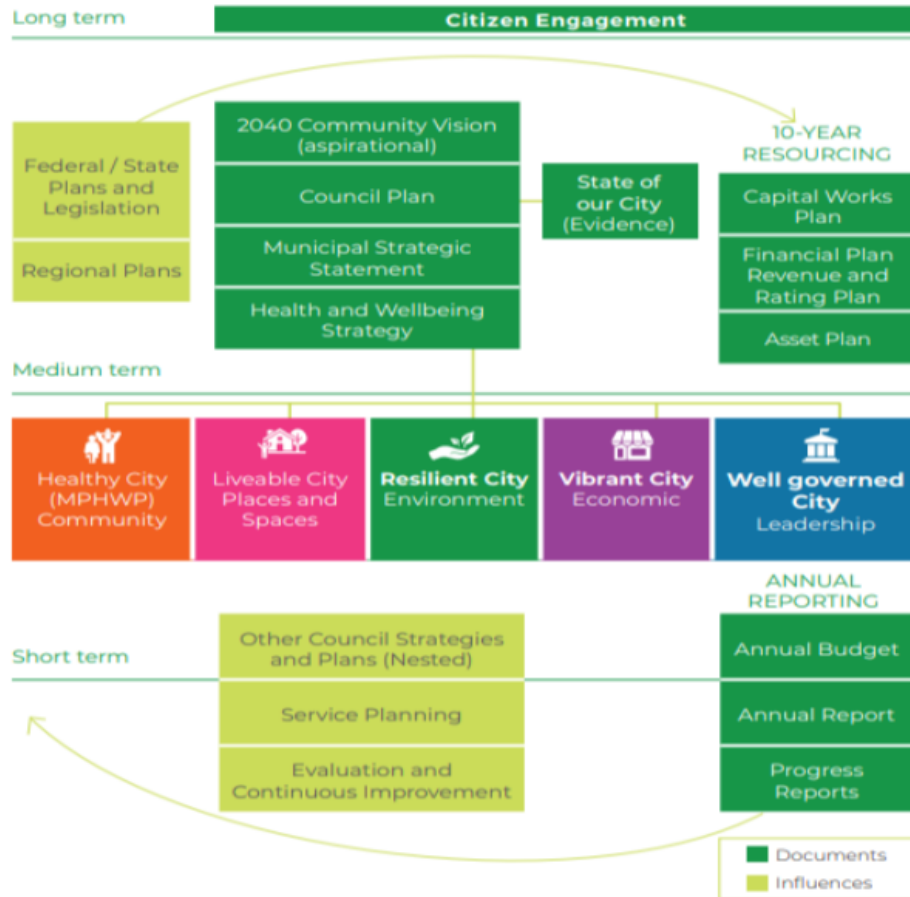 Long term
Citizen Engagement
Federal / State
Plans and
Legislation
Regional Plans
2040 Community Vision
(aspirational)
Council Plan
Municipal Strategic
Statement
Health and Wellbeing
Strategy
State of
our City
(Evidence)
10-YEAR
RESOURCING
Capital Works
Plan
Financial Plan
Revenue and
Rating Plan
Asset Plan
Medium term
Healthy City
(MPHWP)
Community
Liveable City
Places and
Spaces
Resilient City
Environment
Vibrant City
Economic
Well governed
City
Leadership
Short term
Other Council Strategies
and Plans (Nested)
Service Planning
Evaluation and
Continuous Improvement
ANNUAL
REPORTING
Annual Budget
Annual Report
Progress
Reports
Documents
Influences